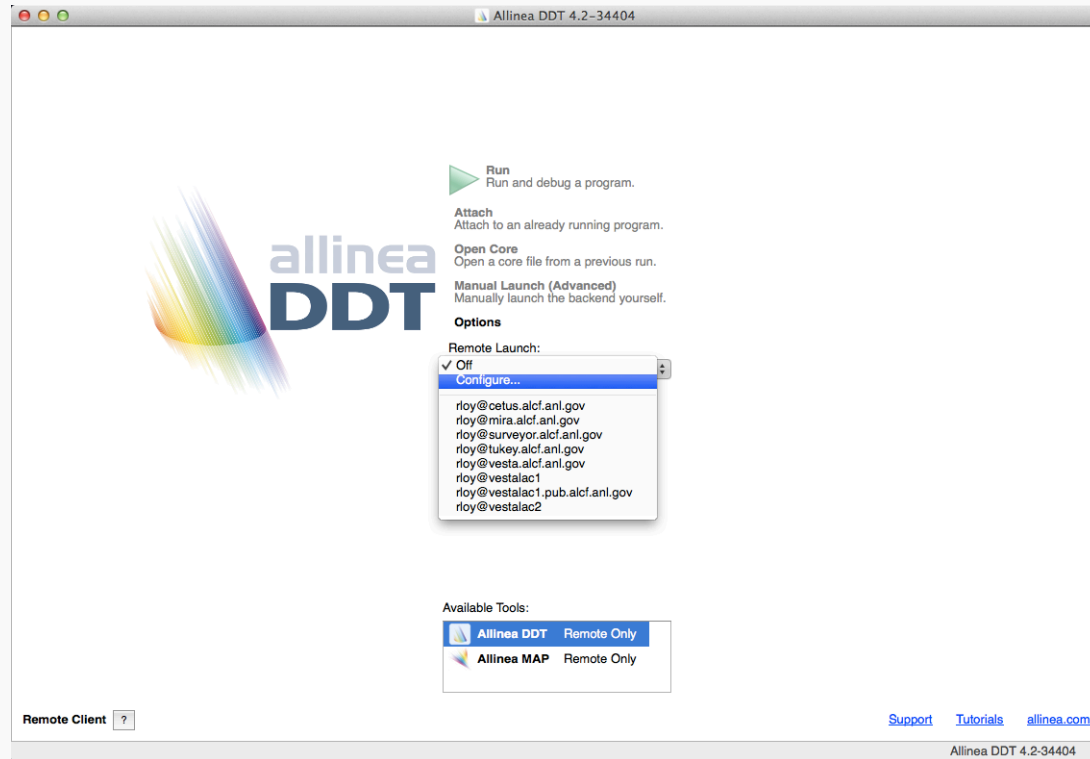 Allinea DDT 4.2-34404
Run
Run and debug a program.
Attach
Attach to an already running program.
allinea
DDT
Open Core
Open a core file from a previous run.
Manual Launch (Advanced)
Manually launch the backend yourself.
Options
Remote Launch:
Off
Configure...
rloy@cetus.alcf.anl.gov
rloy@mira.alcf.anl.gov
rloy@surveyor.alcf.anl.gov
rloy@tukey.alcf.anl.gov
rloy@vesta.alcf.anl.gov
rloy@vestalac1
rloy@vestalac1.pub.alcf.anl.gov
rloy@vestalac2
Available Tools:
Allinea DDT Remote Only
Allinea MAP Remote Only
Remote Client ? Support Tutorials allinea.com
Allinea DDT 4.2-34404